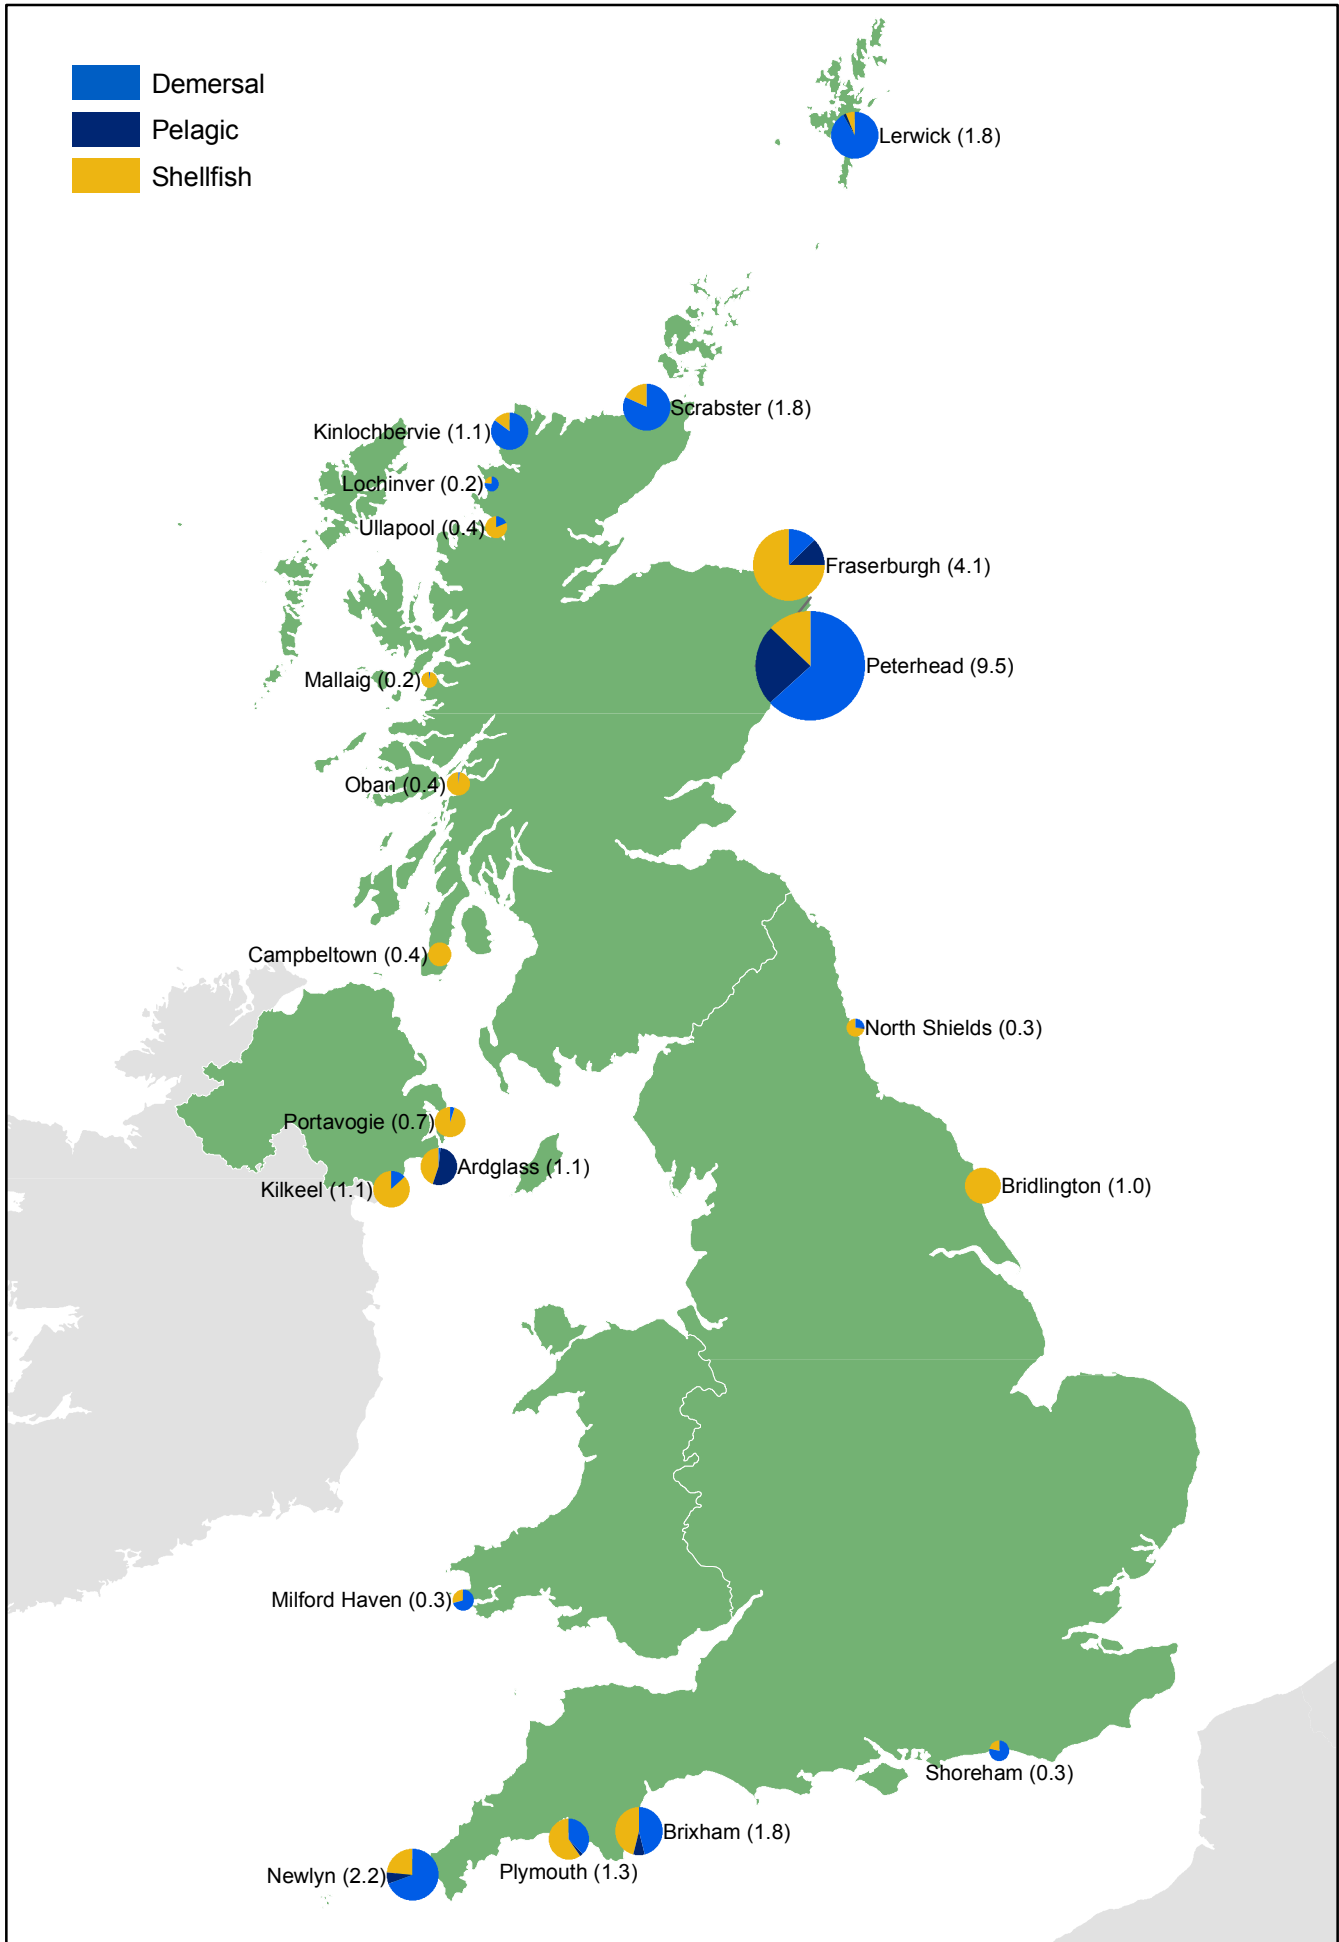 Demersal
Pelagic
Shellfish
Lerwick (1.8)
Scrabster (1.8)
Kinlochbervie (1.1)
Lochinver (0.2)
Ullapool (0.4)
Fraserburgh (4.1)
Peterhead (9.5)
Mallaig (0.2)
Oban (0.4)
Campbeltown (0.4)
North Shields (0.3)
Portavogie (0.7)
Ardglass (1.1)
Kilkeel (1.1)
Bridlington (1.0)
Milford Haven (0.3)
Shoreham (0.3)
Brixham (1.8)
Plymouth (1.3)
Newlyn (2.2)